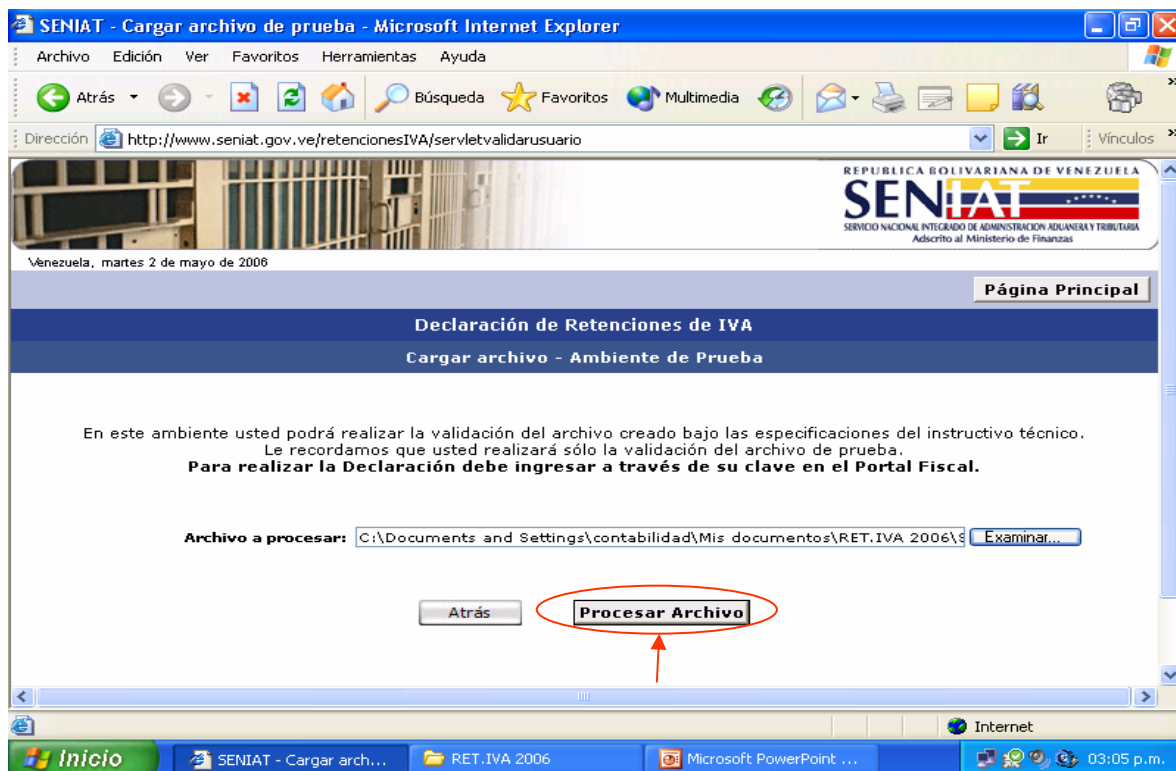 SENIAT - Cargar archivo de prueba - Microsoft Internet Explorer
Archivo Edición Ver Favoritos Herramientas Ayuda
Atrás Búsqueda Favoritos Multimedia »
Dirección http://www.seniat.gov.ve/retencionesIVA/servletvalidarusuario Ir Vínculos »
REPUBLICA BOLIVARIANA DE VENEZUELA
SENIAT
SERVICIO NACIONAL INTEGRADO DE ADMINISTRACION ADUANERA Y TRIBUTARIA
Adscrito al Ministerio de Finanzas
Venezuela, martes 2 de mayo de 2006
Página Principal
Declaración de Retenciones de IVA
Cargar archivo - Ambiente de Prueba
En este ambiente usted podrá realizar la validación del archivo creado bajo las especificaciones del instructivo técnico.
Le recordamos que usted realizará sólo la validación del archivo de prueba.
Para realizar la Declaración debe ingresar a través de su clave en el Portal Fiscal.
Archivo a procesar: C:\Documents and Settings\contabilidad\Mis documentos\RET.IVA 2006\S Examinar...
Atrás Procesar Archivo
Internet
Inicio SENIAT - Cargar arch... RET.IVA 2006 Microsoft PowerPoint ... 03:05 p.m.